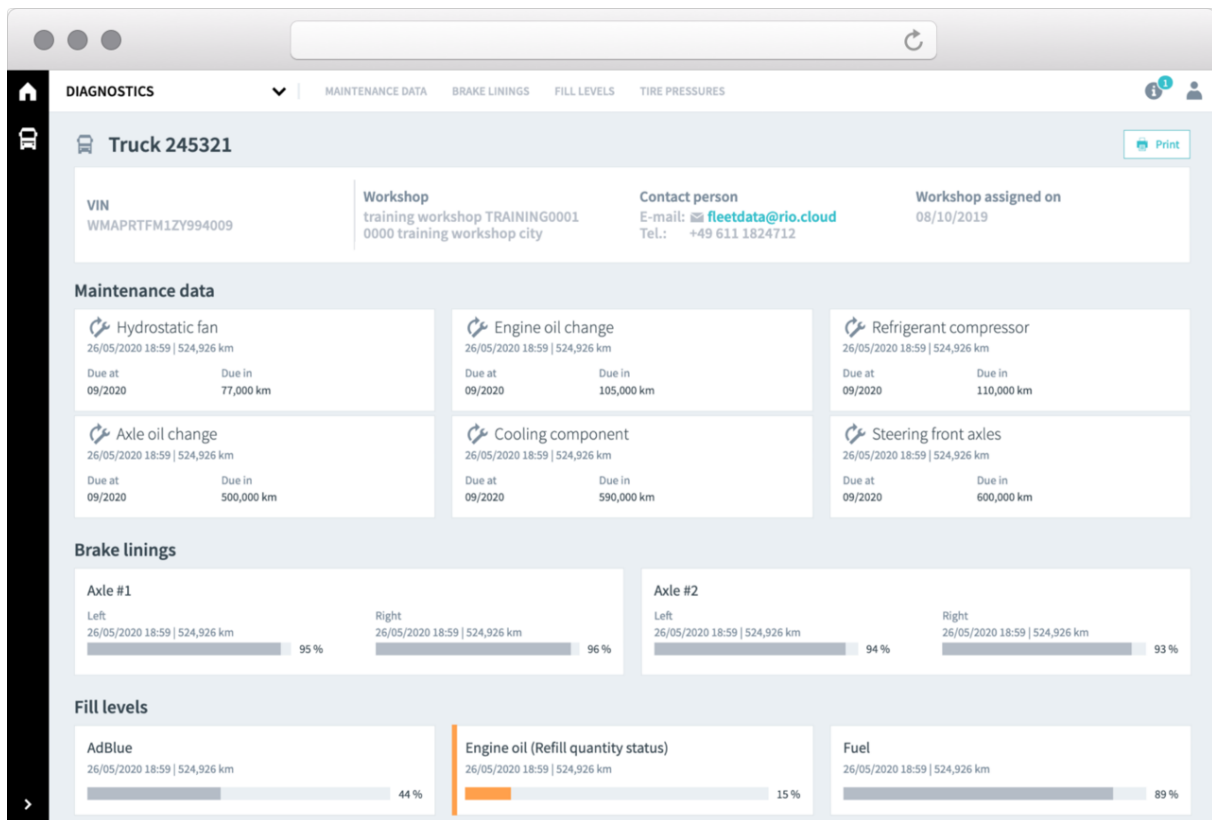 DIAGNOSTICS MAINTENANCE DATA BRAKE LININGS FILL LEVELS TIRE PRESSURES 1
Truck 245321 Print
VIN
WMAPRTFM1ZY994009
Workshop
training workshop TRAINING0001
0000 training workshop city
Contact person
E-mail: fleetdata@rio.cloud
Tel.: +49 611 1824712
Workshop assigned on
08/10/2019
Maintenance data
Hydrostatic fan
26/05/2020 18:59 | 524,926 km
Due at Due in
09/2020 77,000 km
Engine oil change
26/05/2020 18:59 | 524,926 km
Due at Due in
09/2020 105,000 km
Refrigerant compressor
26/05/2020 18:59 | 524,926 km
Due at Due in
09/2020 110,000 km
Axle oil change
26/05/2020 18:59 | 524,926 km
Due at Due in
09/2020 500,000 km
Cooling component
26/05/2020 18:59 | 524,926 km
Due at Due in
09/2020 590,000 km
Steering front axles
26/05/2020 18:59 | 524,926 km
Due at Due in
09/2020 600,000 km
Brake linings
Axle #1
Left
26/05/2020 18:59 | 524,926 km
95 %
Right
26/05/2020 18:59 | 524,926 km
96 %
Axle #2
Left
26/05/2020 18:59 | 524,926 km
94 %
Right
26/05/2020 18:59 | 524,926 km
93 %
Fill levels
AdBlue
26/05/2020 18:59 | 524,926 km
44 %
Engine oil (Refill quantity status)
26/05/2020 18:59 | 524,926 km
15 %
Fuel
26/05/2020 18:59 | 524,926 km
89 %